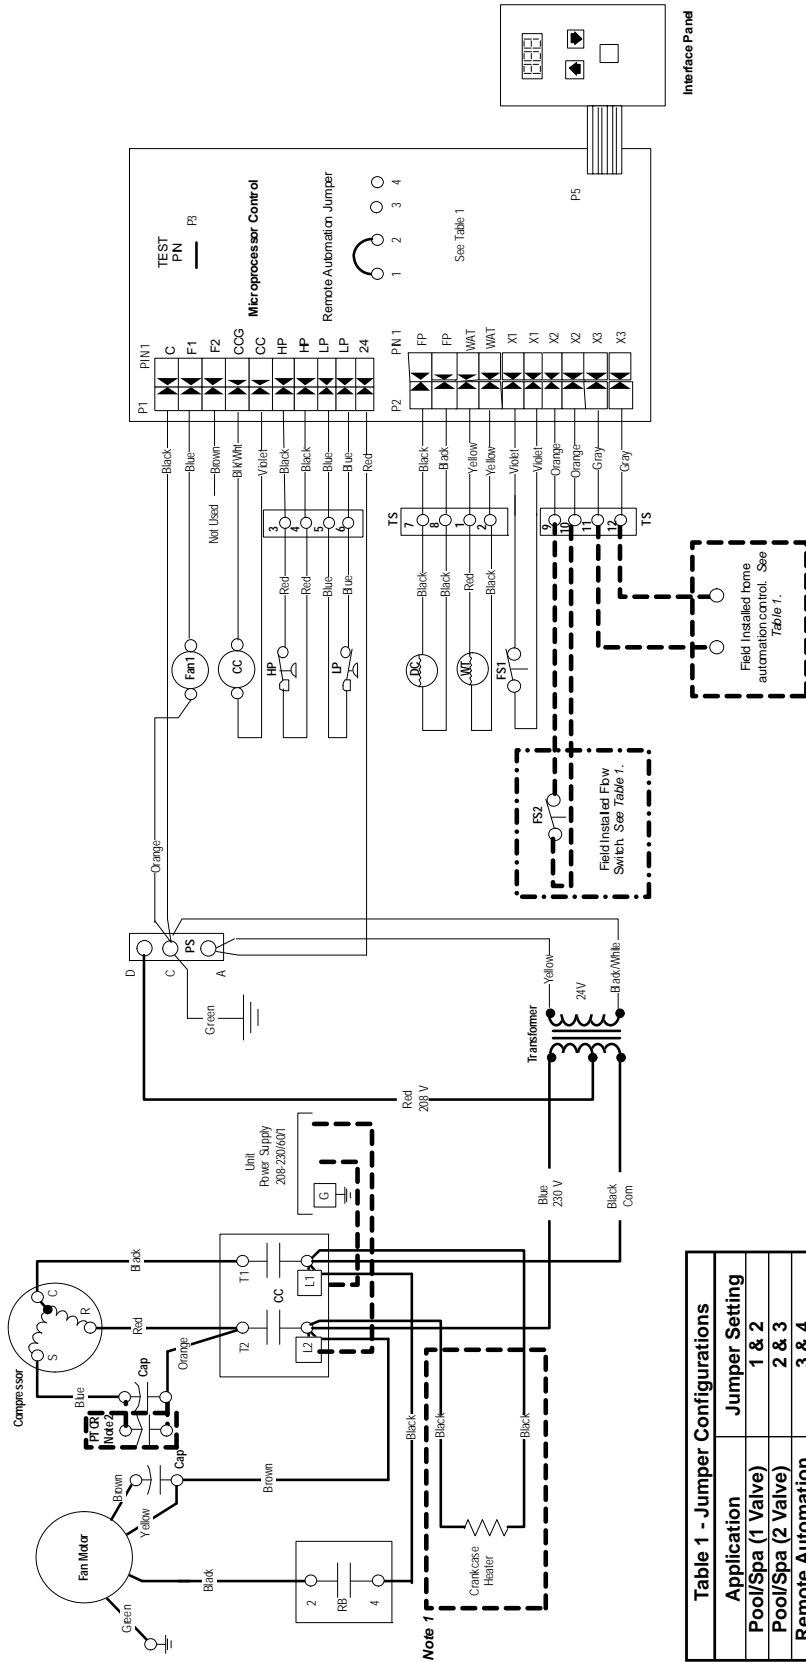 Compressor
S
C
R
Fan Motor
Green
Brown
Yellow
Cap
Blue
PTCR
Note 2
Cap
Orange
Red
Black
Black
Brown
2
RB
4
T2
T1
CC
L2
L1
Unit
Power Supply
208-230/60/1
G
Note 1
Black
Black
Black
Crankcase
Heater
Red
208 V
Blue
230 V
Black
Com
Transformer
24V
Yellow
Black/White
D
C
PS
A
Green
Orange
Fan1
CC
HP
LP
Red
Red
Blue
Blue
3
4
5
6
Not Used
Black
Blue
Brown
Blk/Wht
Violet
Black
Black
Blue
Blue
Red
DC
WT
FS1
Black
Black
Red
Black
TS
7
8
1
2
9
10
11
12
TS
Black
Black
Yellow
Yellow
Violet
Violet
Orange
Orange
Gray
Gray
FS2
Field Installed Flow
Switch. See Table 1.
Field Installed home
automation control. See
Table 1.
P1
PIN1
C
F1
F2
CCG
CC
HP
HP
LP
LP
24
P2
PIN 1
FP
FP
WAT
WAT
X1
X1
X2
X2
X3
X3
TEST
PIN
P3
Microprocessor Control
Remote Automation Jumper
1
2
3
4
See Table 1
P5
Interface Panel
Table 1 - Jumper Configurations
Application Jumper Setting
Pool/Spa (1 Valve) 1 & 2
Pool/Spa (2 Valve) 2 & 3
Remote Automation 3 & 4